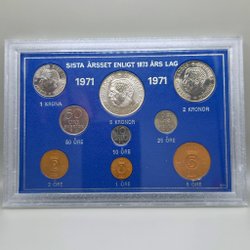 SISTA ÅRSSET ENLIGT 1873 ÅRS LAG
1971 1971
1 KRONA 5 KRONOR 2 KRONOR
50 ÖRE 10 ÖRE 25 ÖRE
2 ÖRE 1 ÖRE 5 ÖRE